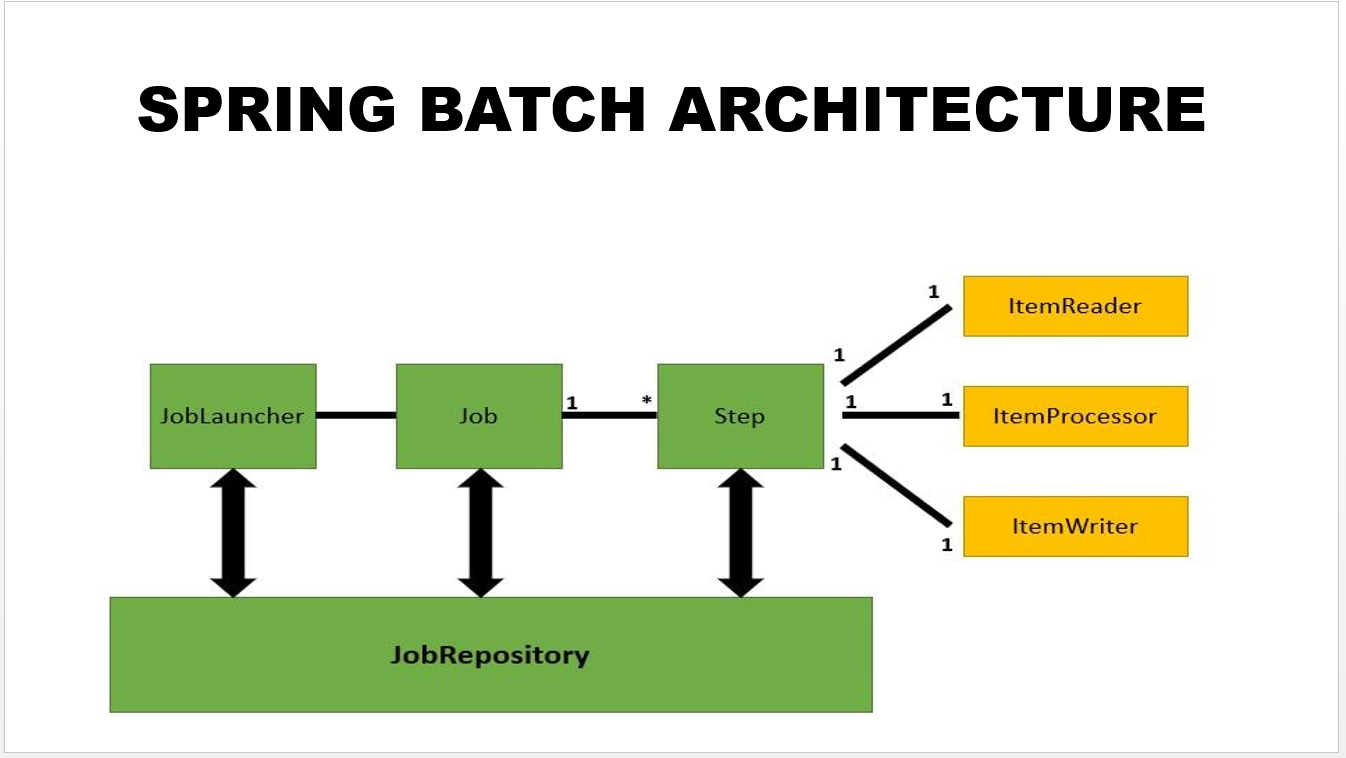 SPRING BATCH ARCHITECTURE
1
ItemReader
1
JobLauncher
Job
1
*
Step
1
1
ItemProcessor
1
ItemWriter
1
JobRepository